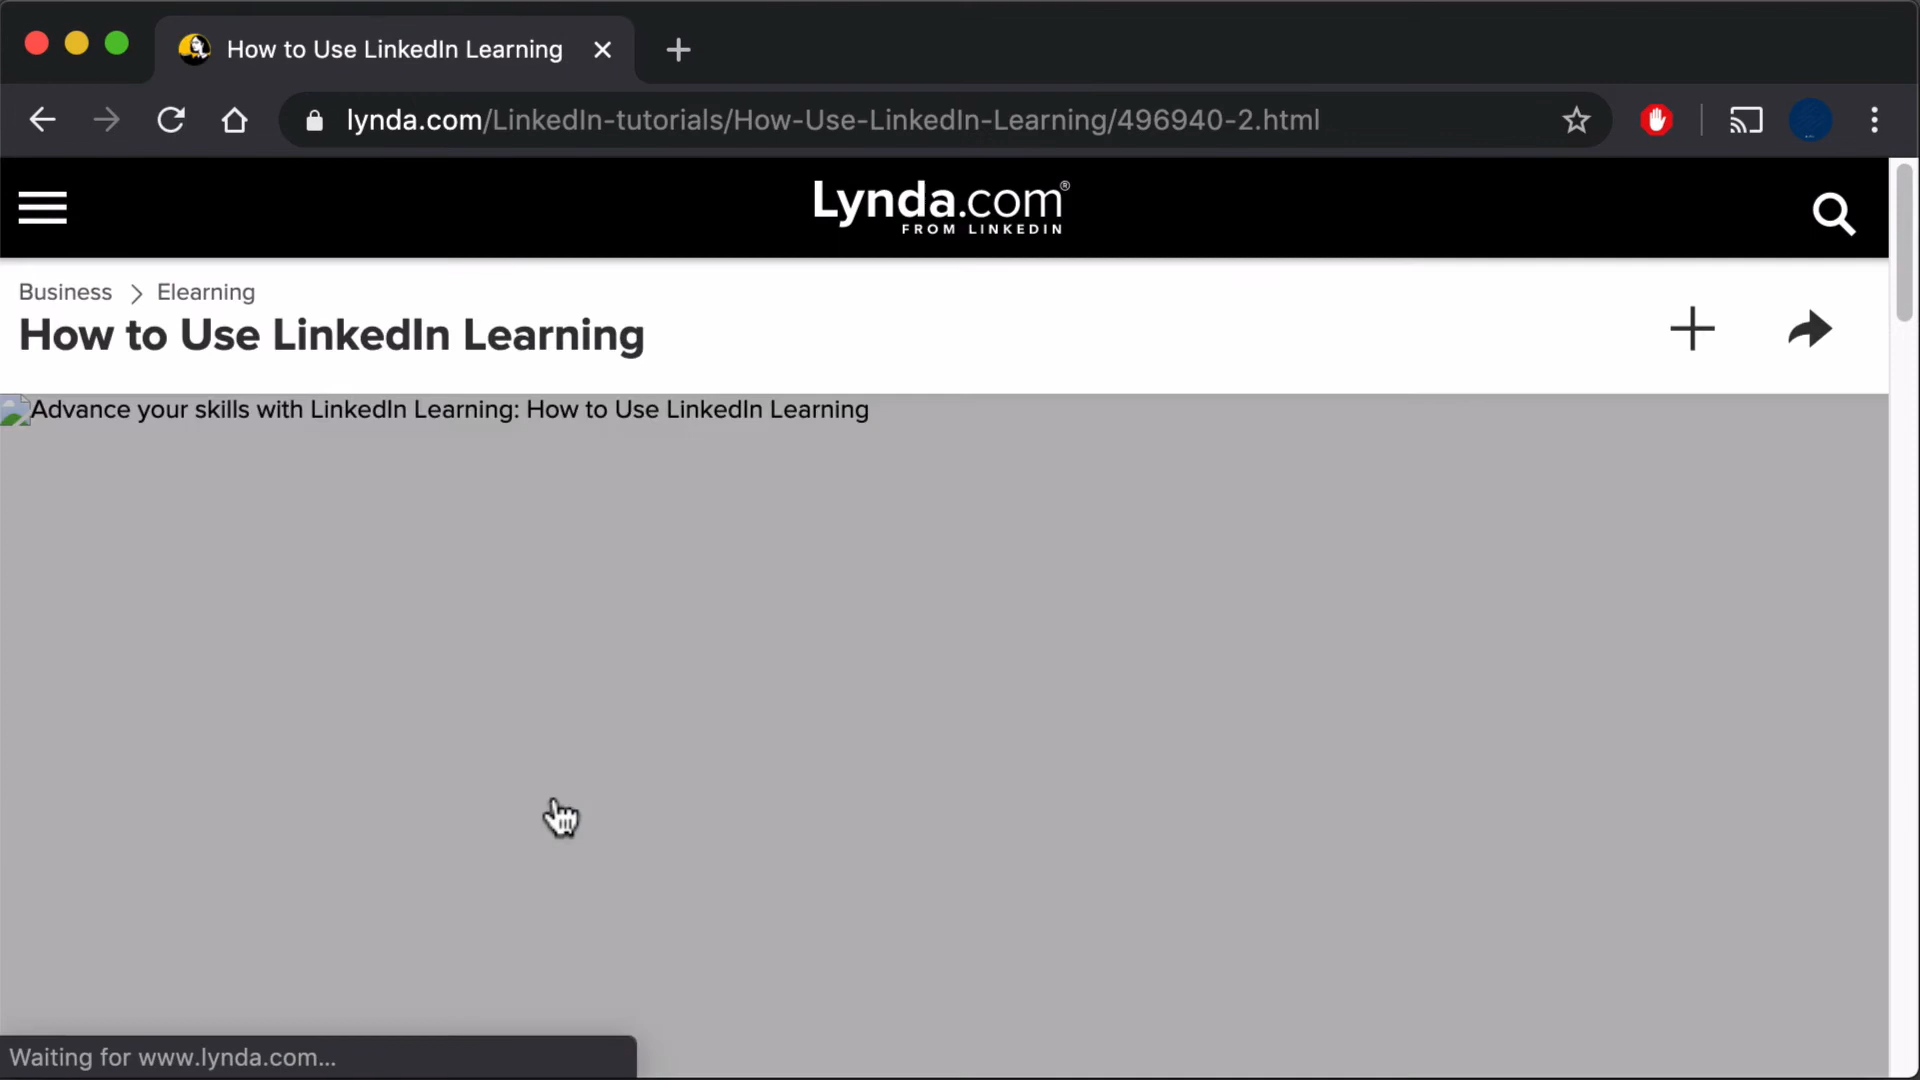 How to Use LinkedIn Learning
lynda.com/LinkedIn-tutorials/How-Use-LinkedIn-Learning/496940-2.html
Lynda.com®
FROM LINKEDIN
Business > Elearning
How to Use LinkedIn Learning
Advance your skills with LinkedIn Learning: How to Use LinkedIn Learning
Waiting for www.lynda.com...